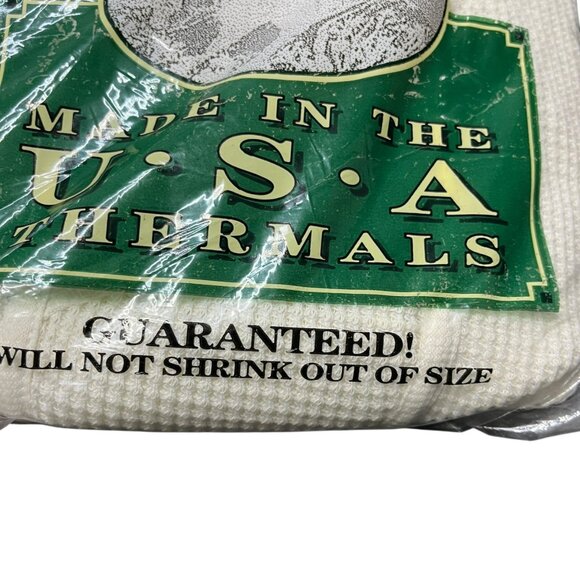 MADE IN THE
U·S·A
THERMALS
GUARANTEED!
WILL NOT SHRINK OUT OF SIZE